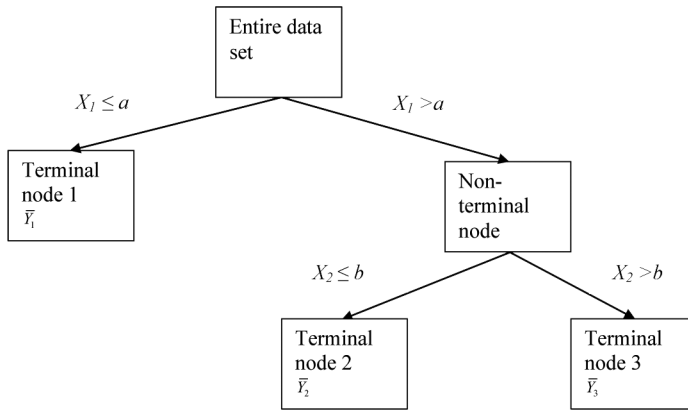 Entire data
set
X₁ ≤ a
X₁ >a
Terminal
node 1
Ȳ₁
Non-
terminal
node
X₂ ≤ b
X₂ >b
Terminal
node 2
Ȳ₂
Terminal
node 3
Ȳ₃